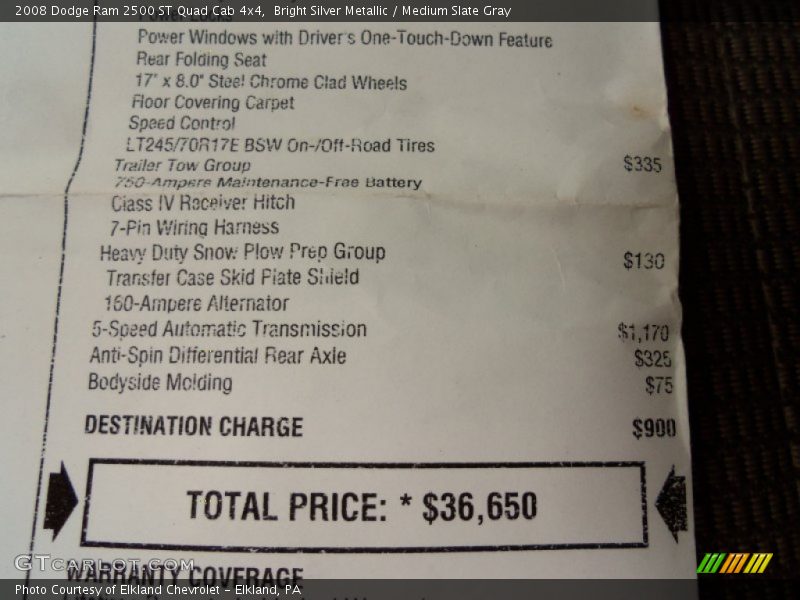 2008 Dodge Ram 2500 ST Quad Cab 4x4, Bright Silver Metallic / Medium Slate Gray
Power Locks
Power Windows with Driver's One-Touch-Down Feature
Rear Folding Seat
17" x 8.0" Steel Chrome Clad Wheels
Floor Covering Carpet
Speed Control
LT245/70R17E BSW On-/Off-Road Tires
Trailer Tow Group $335
750-Ampere Maintenance-Free Battery
Class IV Receiver Hitch
7-Pin Wiring Harness
Heavy Duty Snow Plow Prep Group $130
Transfer Case Skid Plate Shield
160-Ampere Alternator
5-Speed Automatic Transmission $1,170
Anti-Spin Differential Rear Axle $325
Bodyside Molding $75
DESTINATION CHARGE $900
TOTAL PRICE: * $36,650
GTCARLOT.COM
WARRANTY COVERAGE
Photo Courtesy of Elkland Chevrolet - Elkland, PA